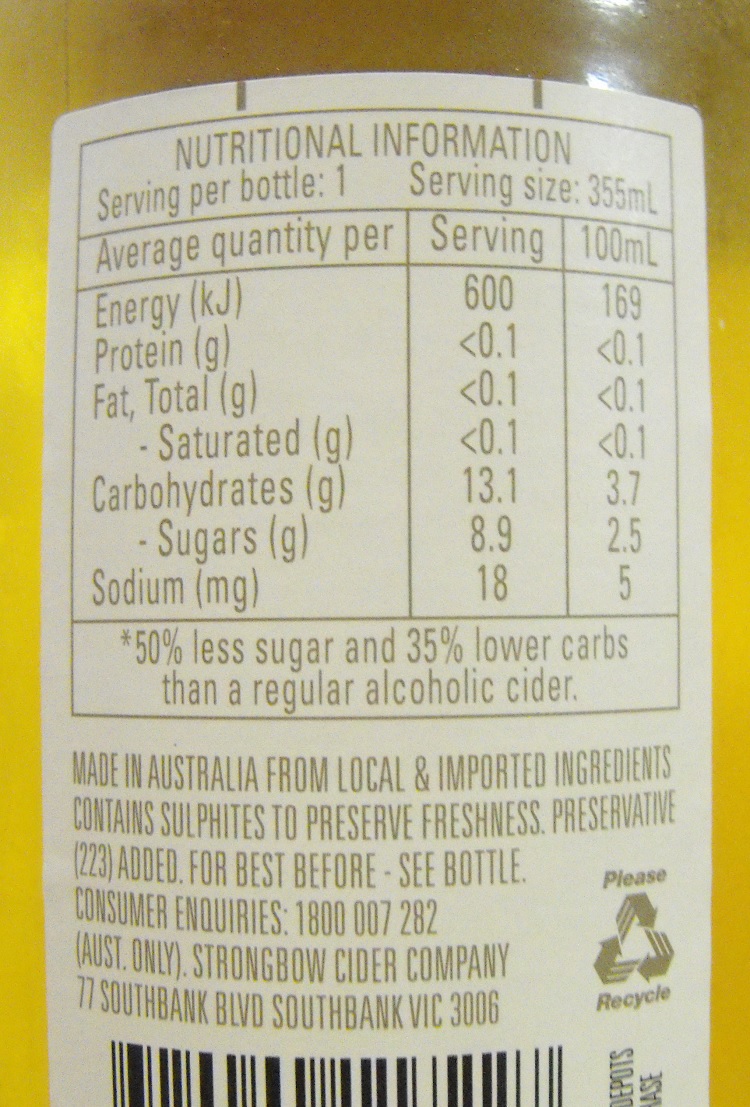 NUTRITIONAL INFORMATION
Serving per bottle: 1 Serving size: 355mL
Average quantity per Serving 100mL
Energy (kJ) 600 169
Protein (g) <0.1 <0.1
Fat, Total (g) <0.1 <0.1
- Saturated (g) <0.1 <0.1
Carbohydrates (g) 13.1 3.7
- Sugars (g) 8.9 2.5
Sodium (mg) 18 5
*50% less sugar and 35% lower carbs
than a regular alcoholic cider.
MADE IN AUSTRALIA FROM LOCAL & IMPORTED INGREDIENTS
CONTAINS SULPHITES TO PRESERVE FRESHNESS. PRESERVATIVE
(223) ADDED. FOR BEST BEFORE - SEE BOTTLE.
CONSUMER ENQUIRIES: 1800 007 282
(AUST. ONLY). STRONGBOW CIDER COMPANY
77 SOUTHBANK BLVD SOUTHBANK VIC 3006
Please
Recycle
DEPOTS